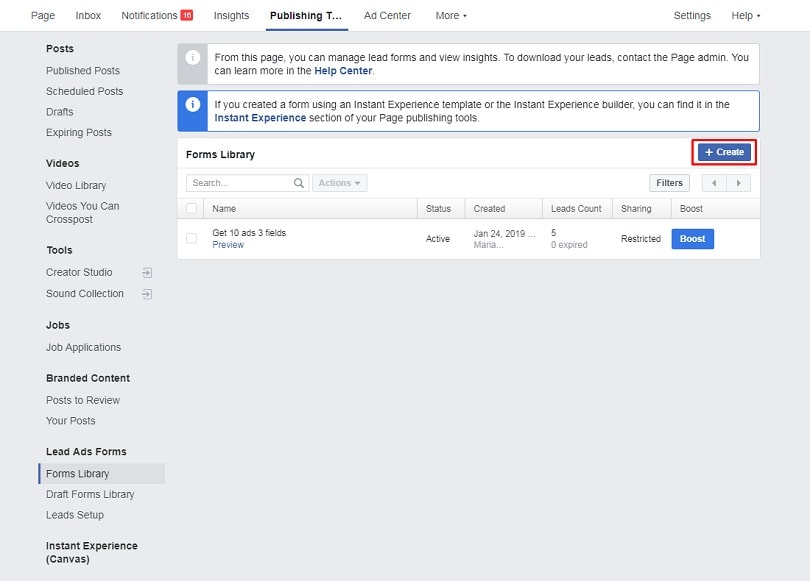 Page Inbox Notifications 16 Insights Publishing T... Ad Center More Settings Help
Posts
Published Posts
Scheduled Posts
Drafts
Expiring Posts
Videos
Video Library
Videos You Can
Crosspost
Tools
Creator Studio
Sound Collection
Jobs
Job Applications
Branded Content
Posts to Review
Your Posts
Lead Ads Forms
Forms Library
Draft Forms Library
Leads Setup
Instant Experience
(Canvas)
From this page, you can manage lead forms and view insights. To download your leads, contact the Page admin. You
can learn more in the Help Center.
If you created a form using an Instant Experience template or the Instant Experience builder, you can find it in the
Instant Experience section of your Page publishing tools.
Forms Library + Create
Search... Actions Filters
Name Status Created Leads Count Sharing Boost
Get 10 ads 3 fields Active Jan 24, 2019 ... 5 Restricted Boost
Preview Maria... 0 expired